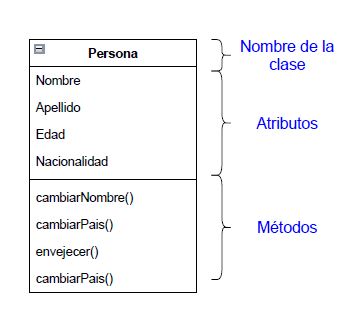 Persona
Nombre
Apellido
Edad
Nacionalidad
cambiarNombre()
cambiarPais()
envejecer()
cambiarPais()
Nombre de la
clase
Atributos
Métodos